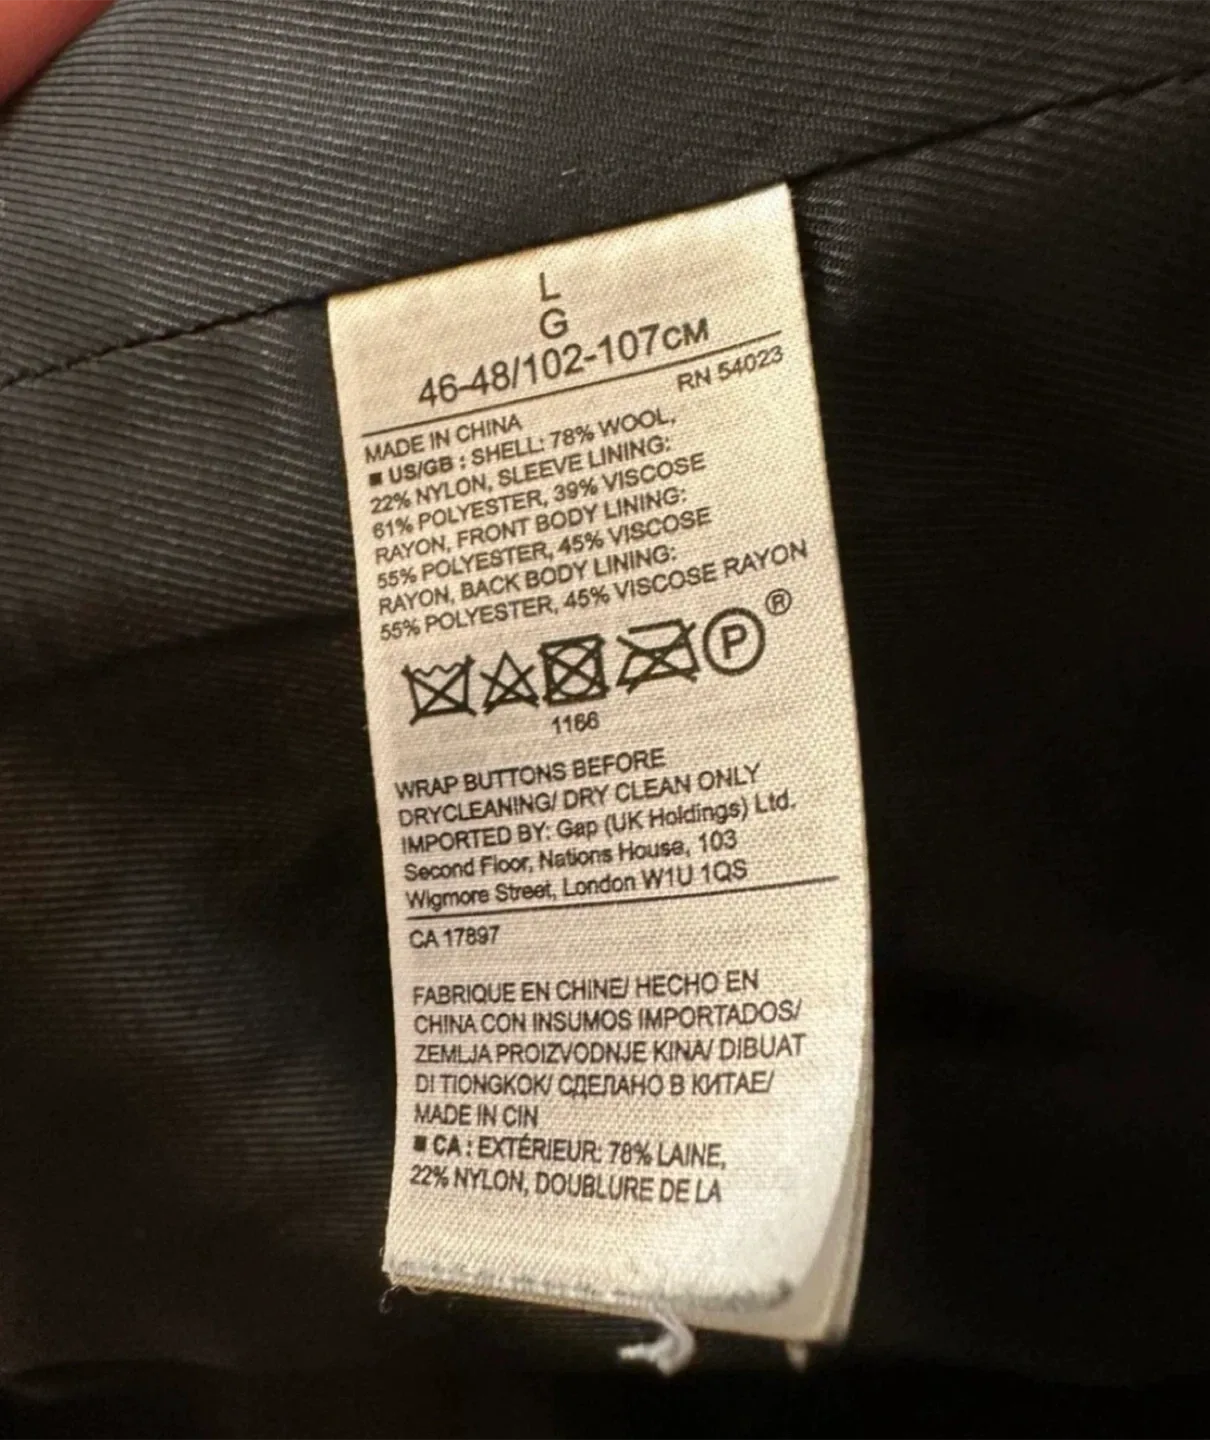 L
G
46-48/102-107CM
RN 54023
MADE IN CHINA
■ US/GB : SHELL: 78% WOOL,
22% NYLON, SLEEVE LINING:
61% POLYESTER, 39% VISCOSE
RAYON, FRONT BODY LINING:
55% POLYESTER, 45% VISCOSE
RAYON, BACK BODY LINING:
55% POLYESTER, 45% VISCOSE RAYON
P ®
1166
WRAP BUTTONS BEFORE
DRYCLEANING/ DRY CLEAN ONLY
IMPORTED BY: Gap (UK Holdings) Ltd.
Second Floor, Nations House, 103
Wigmore Street, London W1U 1QS
CA 17897
FABRIQUE EN CHINE/ HECHO EN
CHINA CON INSUMOS IMPORTADOS/
ZEMLJA PROIZVODNJE KINA/ DIBUAT
DI TIONGKOK/ СДЕЛАНО В КИТАЕ/
MADE IN CIN
■ CA : EXTÉRIEUR: 78% LAINE,
22% NYLON, DOUBLURE DE LA